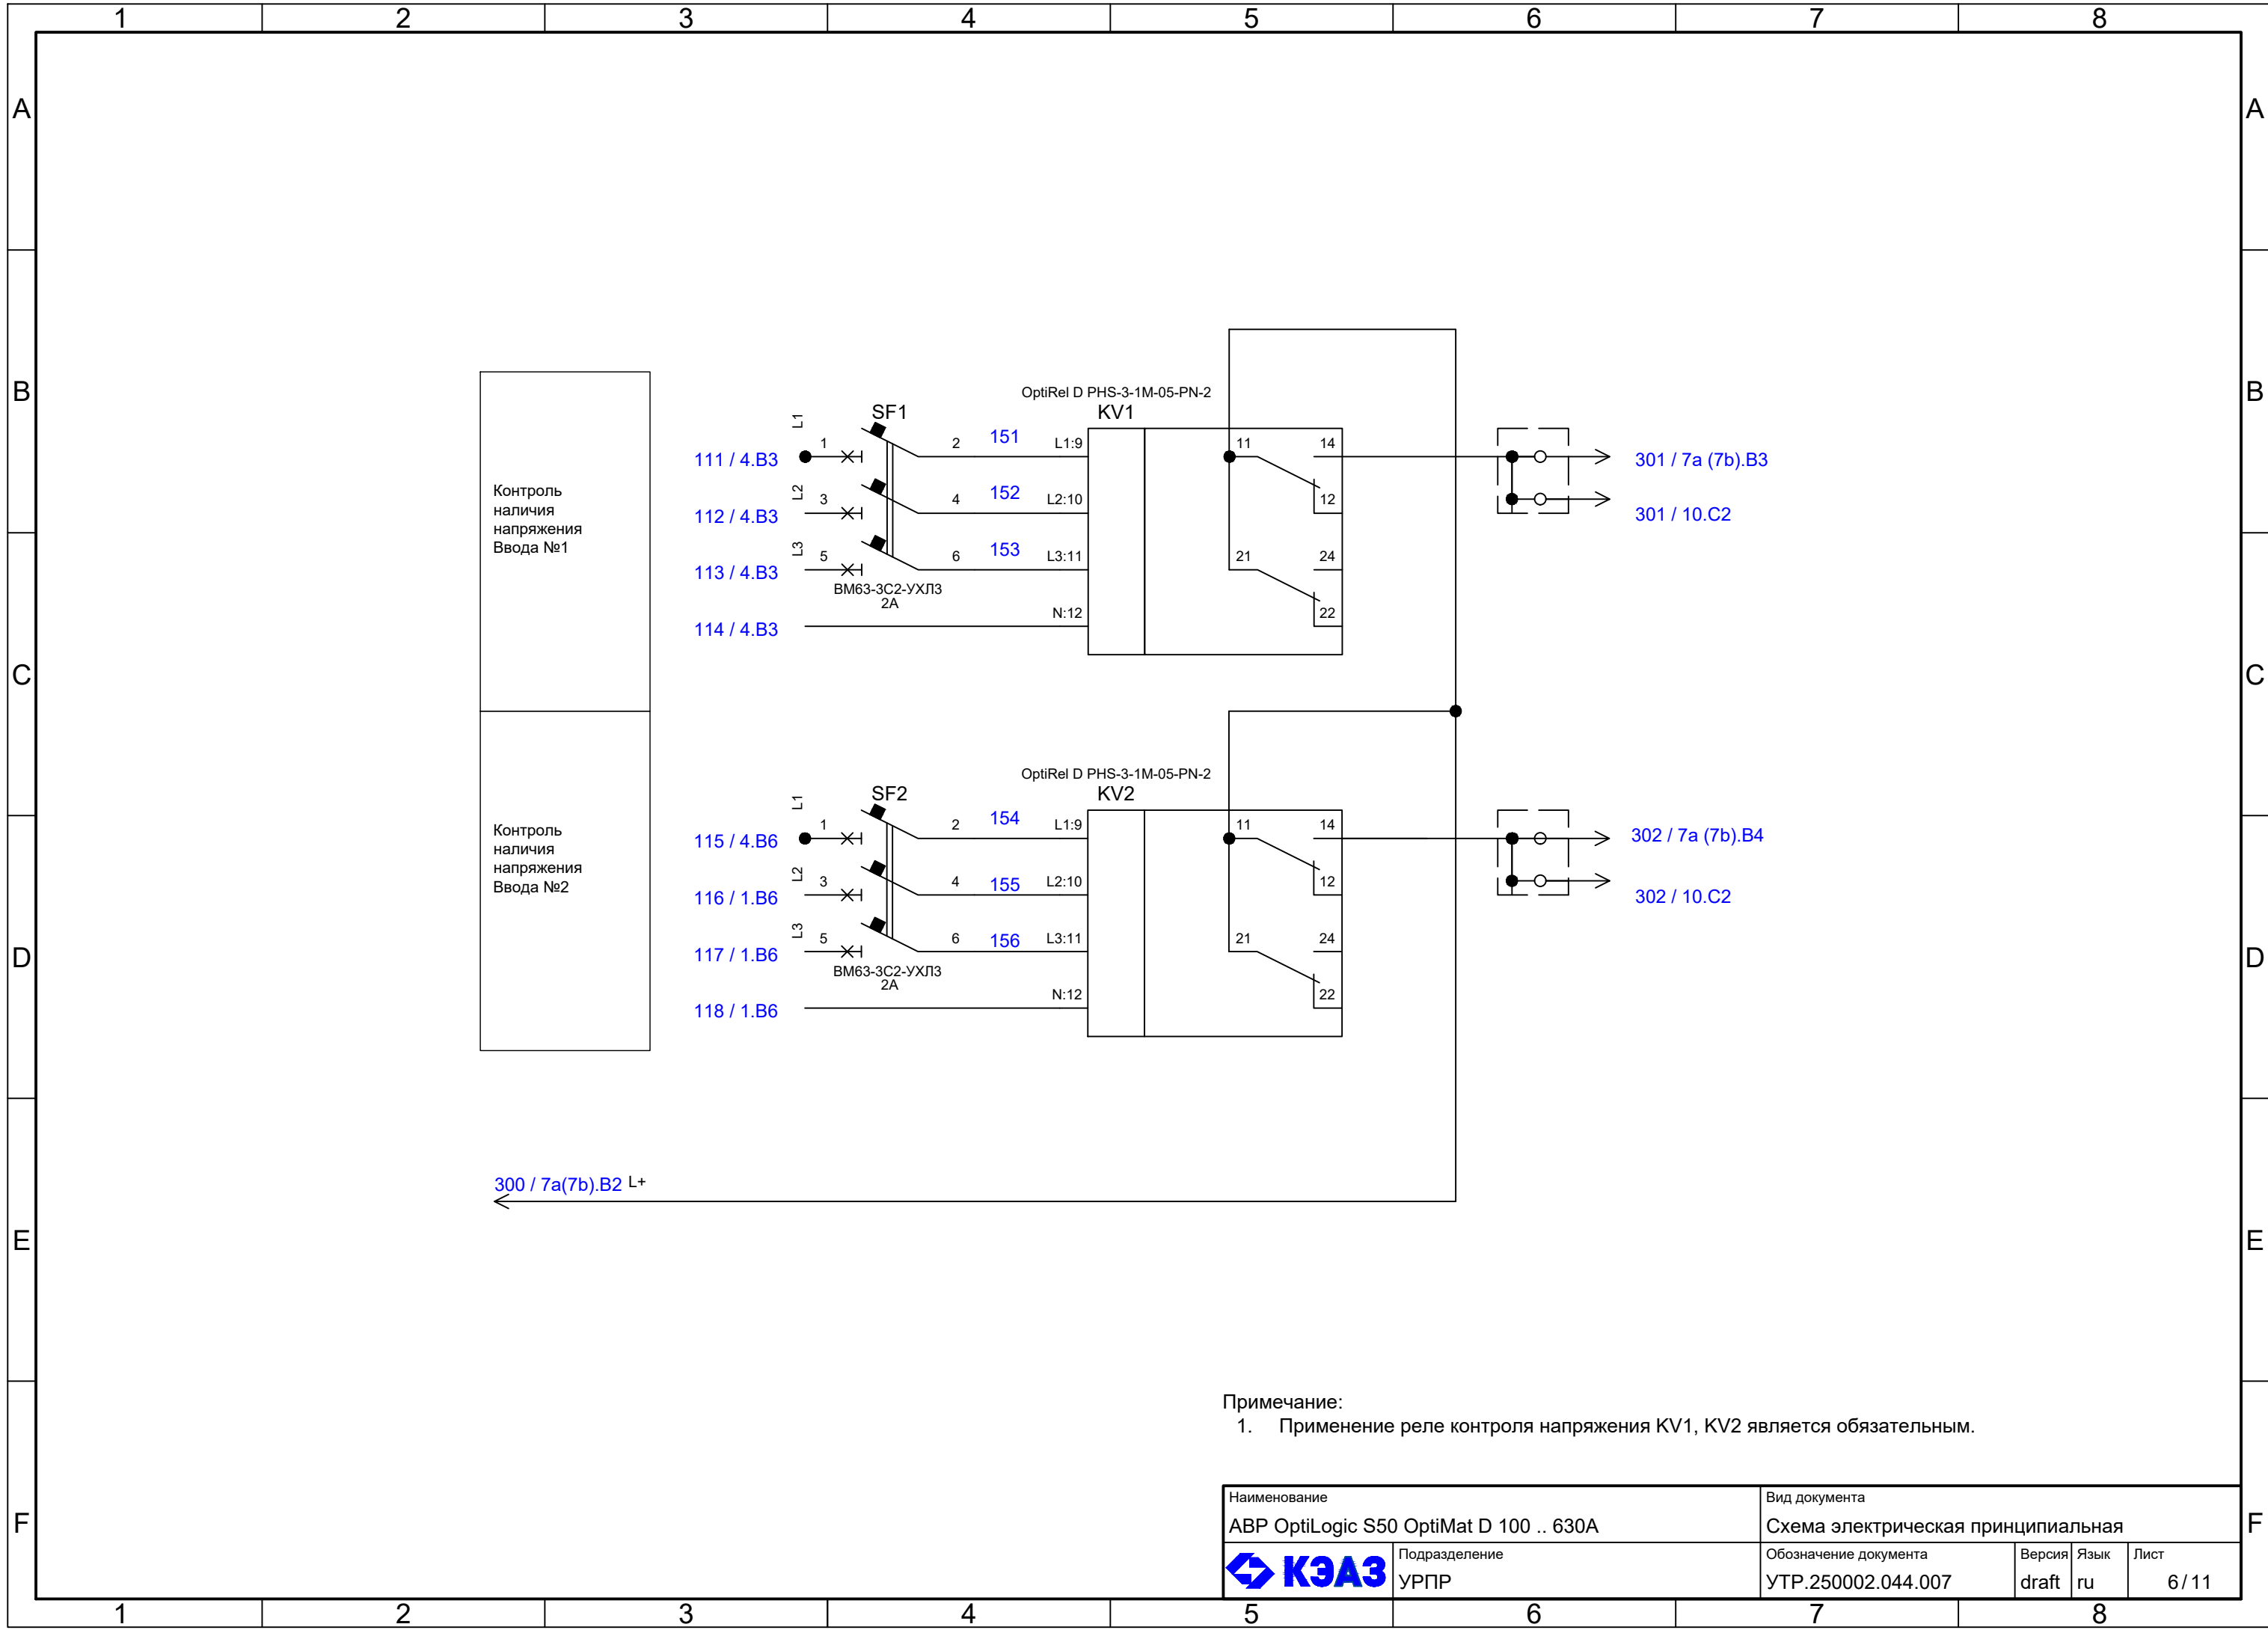 1 2 3 4 5 6 7 8
A A
B B
C C
D D
E E
F F
Контроль
наличия
напряжения
Ввода №1
111 / 4.B3
112 / 4.B3
113 / 4.B3
114 / 4.B3
L1
L2
L3
1
3
5
SF1
2
4
6
ВМ63-3С2-УХЛ3
2А
151
152
153
OptiRel D PHS-3-1M-05-PN-2
KV1
L1:9
L2:10
L3:11
N:12
11 14
12
21 24
22
301 / 7a (7b).B3
301 / 10.C2
Контроль
наличия
напряжения
Ввода №2
115 / 4.B6
116 / 1.B6
117 / 1.B6
118 / 1.B6
L1
L2
L3
1
3
5
SF2
2
4
6
ВМ63-3С2-УХЛ3
2А
154
155
156
OptiRel D PHS-3-1M-05-PN-2
KV2
L1:9
L2:10
L3:11
N:12
11 14
12
21 24
22
302 / 7a (7b).B4
302 / 10.C2
300 / 7a(7b).B2 L+
Примечание:
1. Применение реле контроля напряжения KV1, KV2 является обязательным.
Наименование
АВР OptiLogic S50 OptiMat D 100 .. 630A
Вид документа
Схема электрическая принципиальная
КЭАЗ
Подразделение
УРПР
Обозначение документа
УТР.250002.044.007
Версия
draft
Язык
ru
Лист
6 / 11
1 2 3 4 5 6 7 8